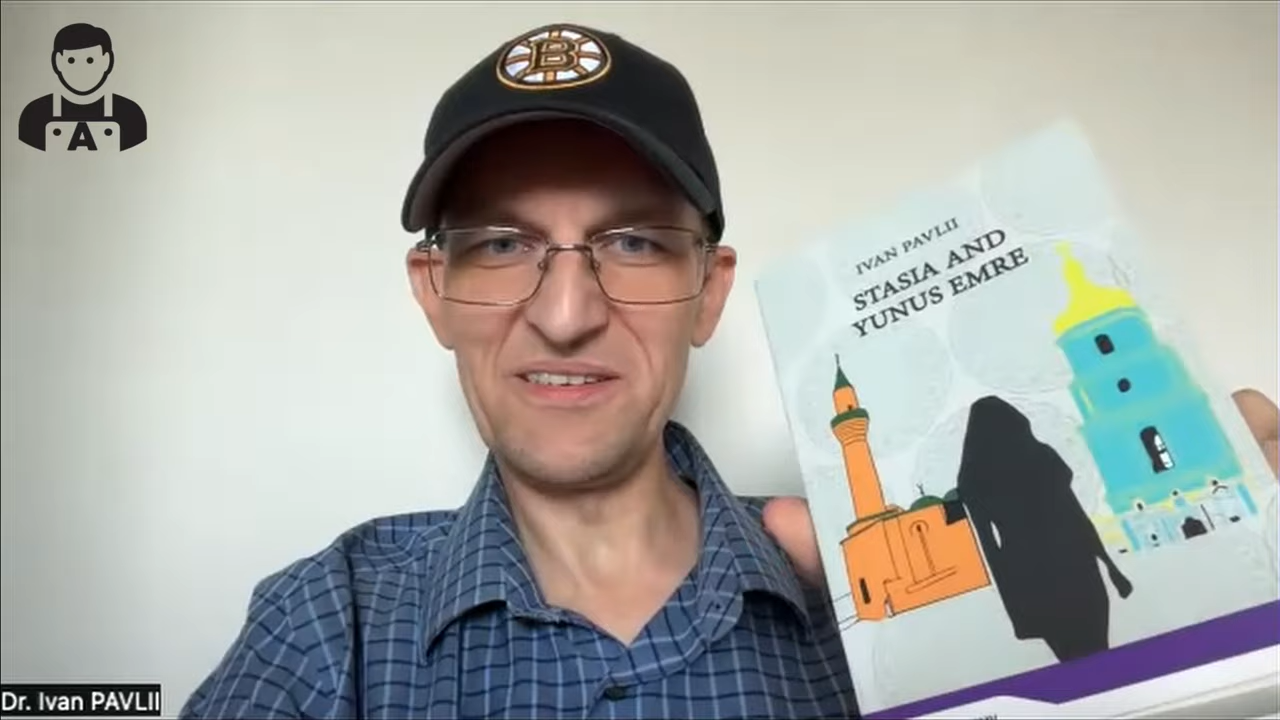 B
A
IVAN PAVLII
STASIA AND
YUNUS EMRE
Dr. Ivan PAVLII